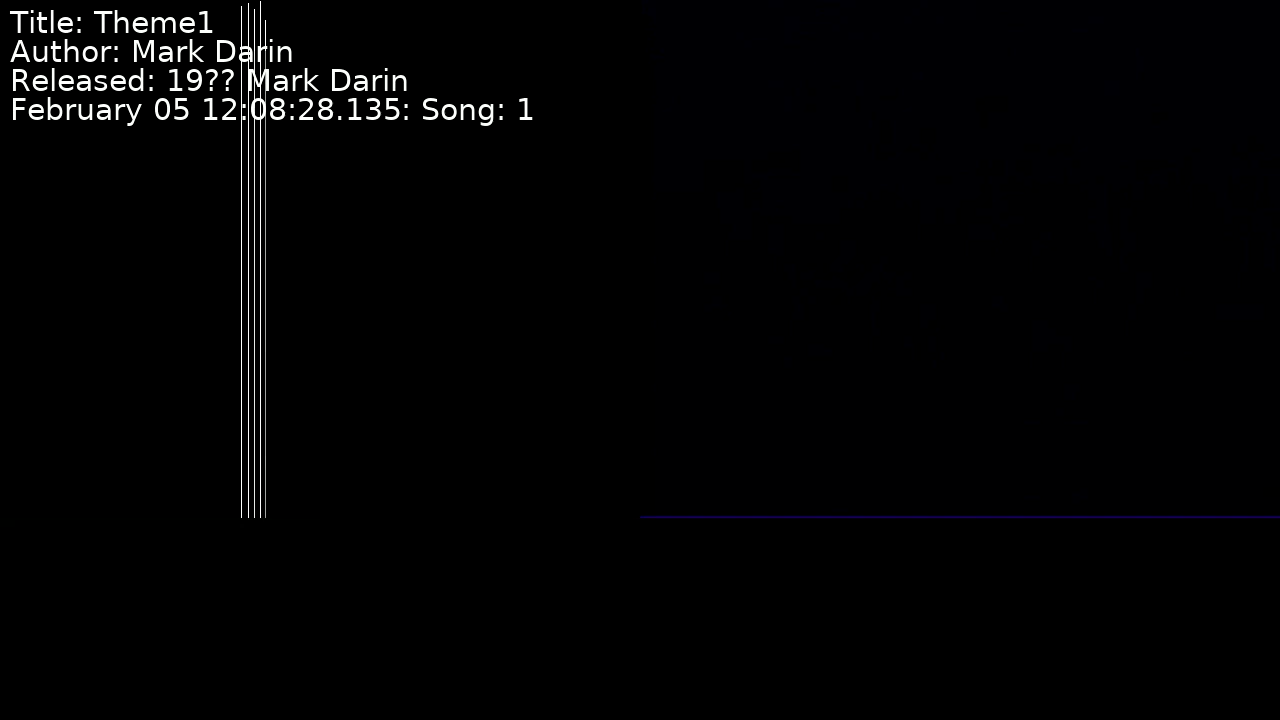 Title: Theme1
Author: Mark Darin
Released: 19?? Mark Darin
February 05 12:08:28.135: Song: 1